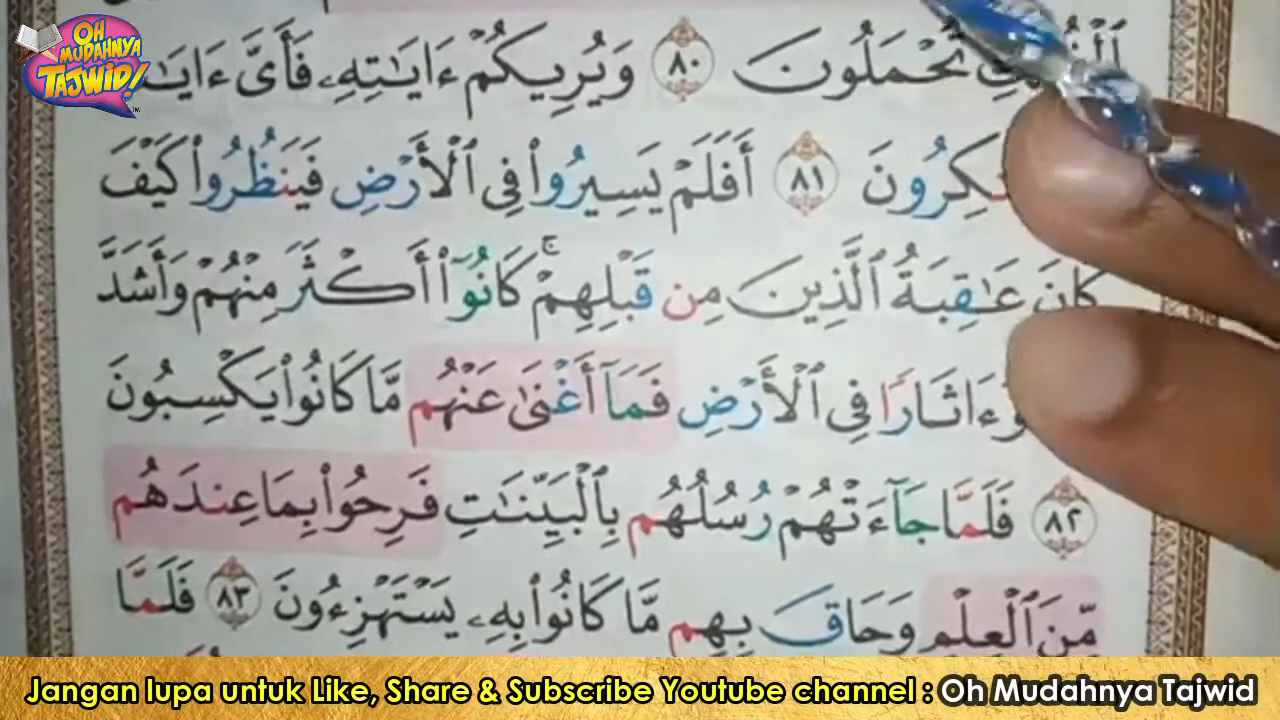 OH
MUDAHNYA
TAJWID!
تُحۡمَلُونَ ٨٠ وَيُرِيكُمۡ ءَايَٰتِهِۦ فَأَيَّ ءَايَٰ
٨١ أَفَلَمۡ يَسِيرُواْ فِي ٱلۡأَرۡضِ فَيَنظُرُواْ كَيۡفَ
كَانَ عَٰقِبَةُ ٱلَّذِينَ مِن قَبۡلِهِمۡۚ كَانُوٓاْ أَكۡثَرَ مِنۡهُمۡ وَأَشَدَّ
وَءَاثَارٗا فِي ٱلۡأَرۡضِ فَمَآ أَغۡنَىٰ عَنۡهُم مَّا كَانُواْ يَكۡسِبُونَ
٨٢ فَلَمَّا جَآءَتۡهُمۡ رُسُلُهُم بِٱلۡبَيِّنَٰتِ فَرِحُواْ بِمَا عِندَهُم
مِّنَ ٱلۡعِلۡمِ وَحَاقَ بِهِم مَّا كَانُواْ بِهِۦ يَسۡتَهۡزِءُونَ ٨٣ فَلَمَّا
Jangan lupa untuk Like, Share & Subscribe Youtube channel : Oh Mudahnya Tajwid